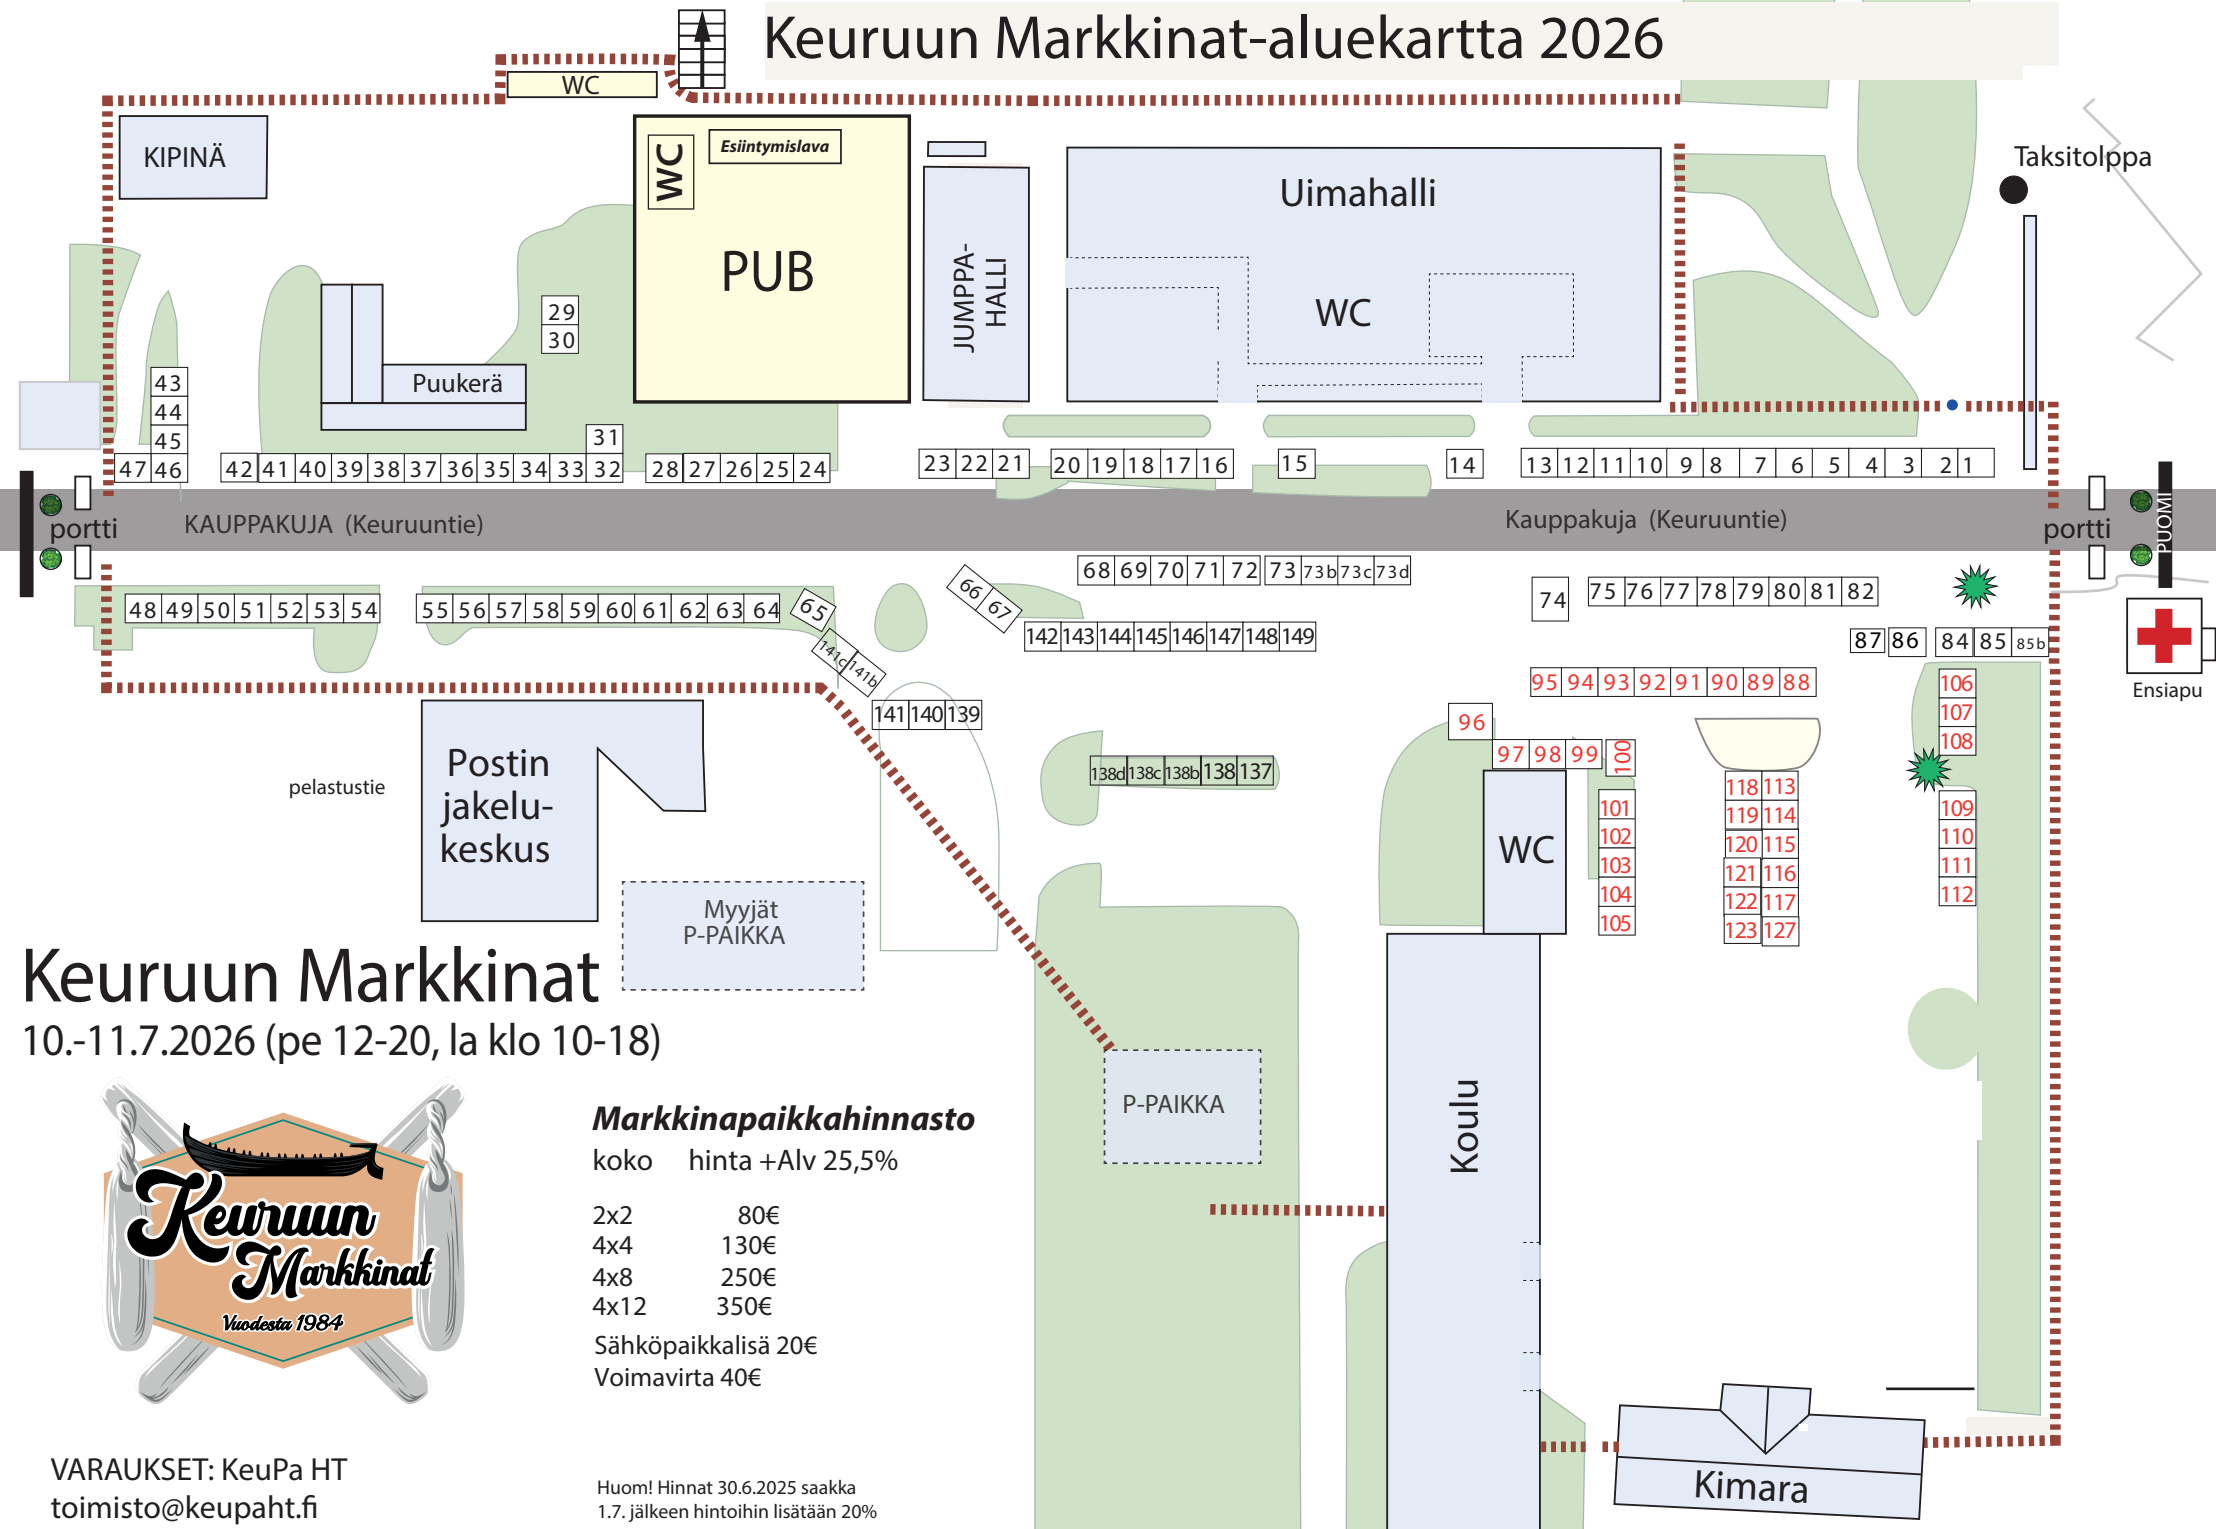 Keuruun Markkinat-aluekartta 2026
WC
KIPINÄ
WC
Esiintymislava
PUB
JUMPPA-
HALLI
Uimahalli
WC
Taksitolppa
Puukerä
29
30
43
44
45
47 46
31
42 41 40 39 38 37 36 35 34 33 32
28 27 26 25 24
23 22 21
20 19 18 17 16
15
14
13 12 11 10 9 8 7 6 5 4 3 2 1
portti
KAUPPAKUJA (Keuruuntie)
Kauppakuja (Keuruuntie)
portti
PUOMI
48 49 50 51 52 53 54
55 56 57 58 59 60 61 62 63 64
65
141c 141b
66 67
68 69 70 71 72
73 73b 73c 73d
74
75 76 77 78 79 80 81 82
142 143 144 145 146 147 148 149
87 86
84 85 85b
Ensiapu
95 94 93 92 91 90 89 88
106
107
108
141 140 139
96
97 98 99 100
138d 138c 138b 138 137
118 113
119 114
120 115
121 116
122 117
123 127
101
102
103
104
105
109
110
111
112
WC
Postin
jakelu-
keskus
pelastustie
Myyjät
P-PAIKKA
Keuruun Markkinat
10.-11.7.2026 (pe 12-20, la klo 10-18)
P-PAIKKA
Koulu
Kimara
Keuruun
Markkinat
Vuodesta 1984
Markkinapaikkahinnasto
koko hinta +Alv 25,5%
2x2 80€
4x4 130€
4x8 250€
4x12 350€
Sähköpaikkalisä 20€
Voimavirta 40€
VARAUKSET: KeuPa HT
toimisto@keupaht.fi
Huom! Hinnat 30.6.2025 saakka
1.7. jälkeen hintoihin lisätään 20%